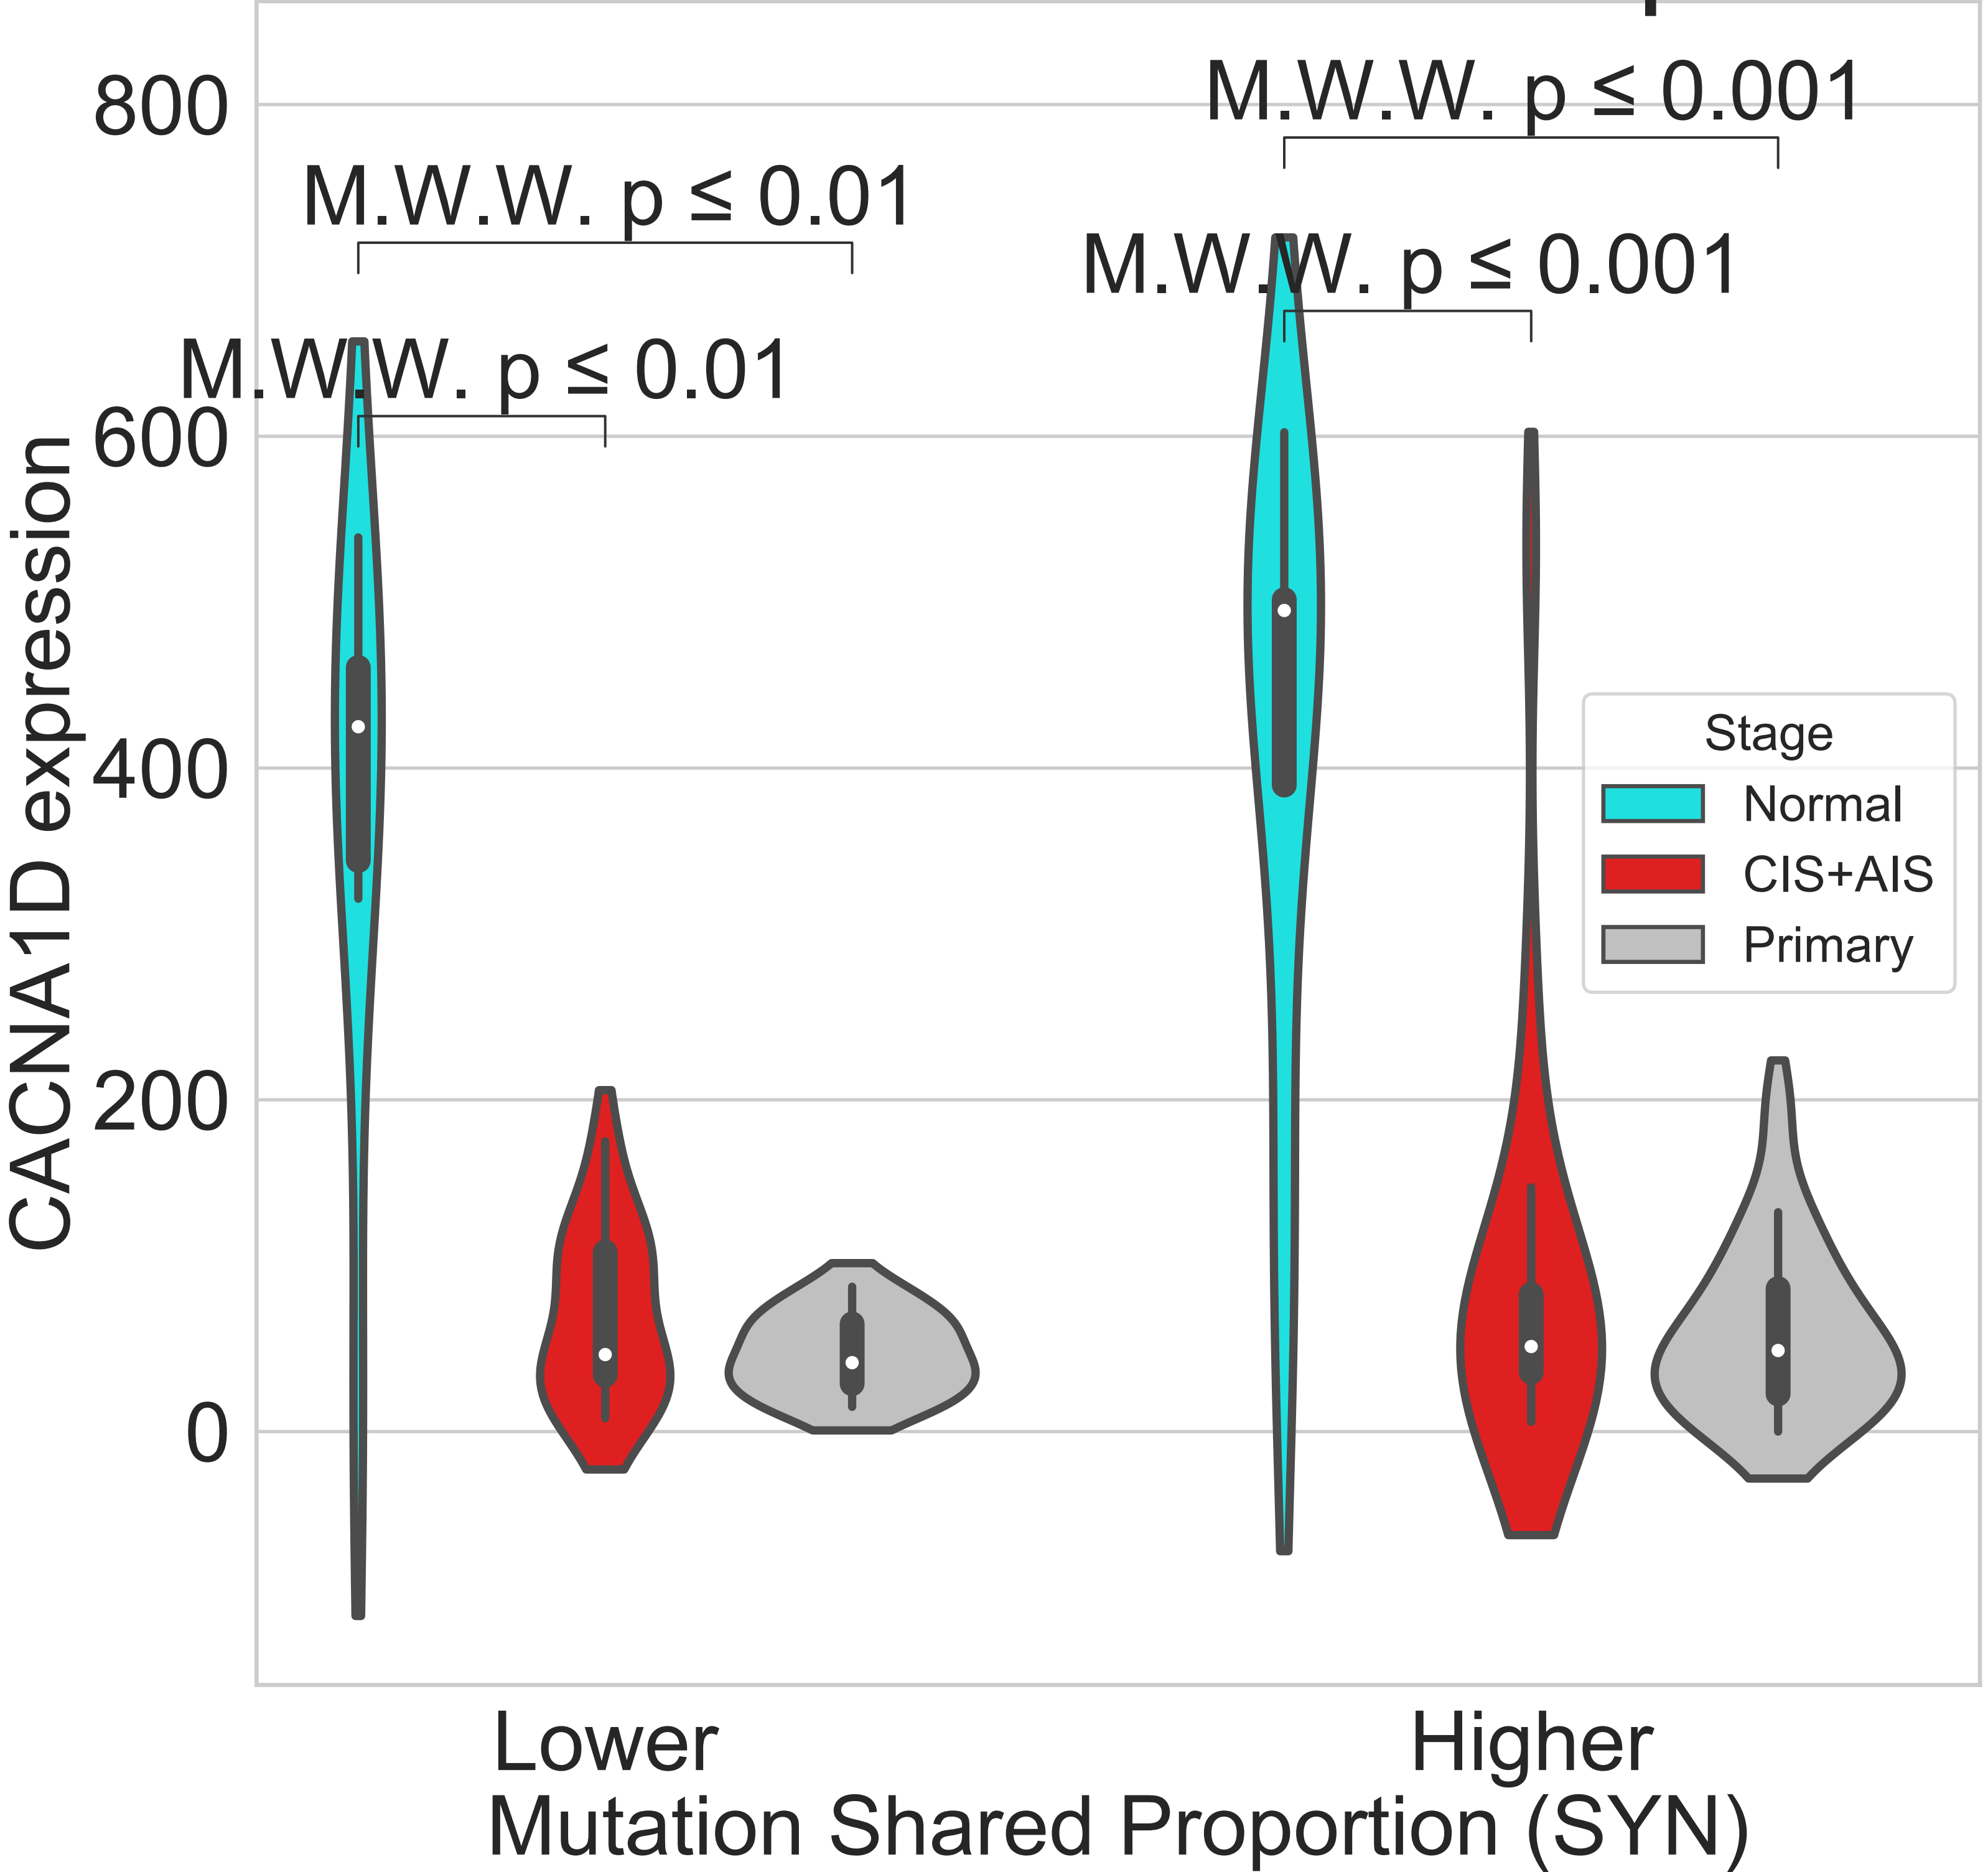 M.W.W. p ≤ 0.001
M.W.W. p ≤ 0.01
M.W.W. p ≤ 0.001
M.W.W. p ≤ 0.01
800
600
400
200
0
CACNA1D expression
Stage
Normal
CIS+AIS
Primary
Lower
Higher
Mutation Shared Proportion (SYN)